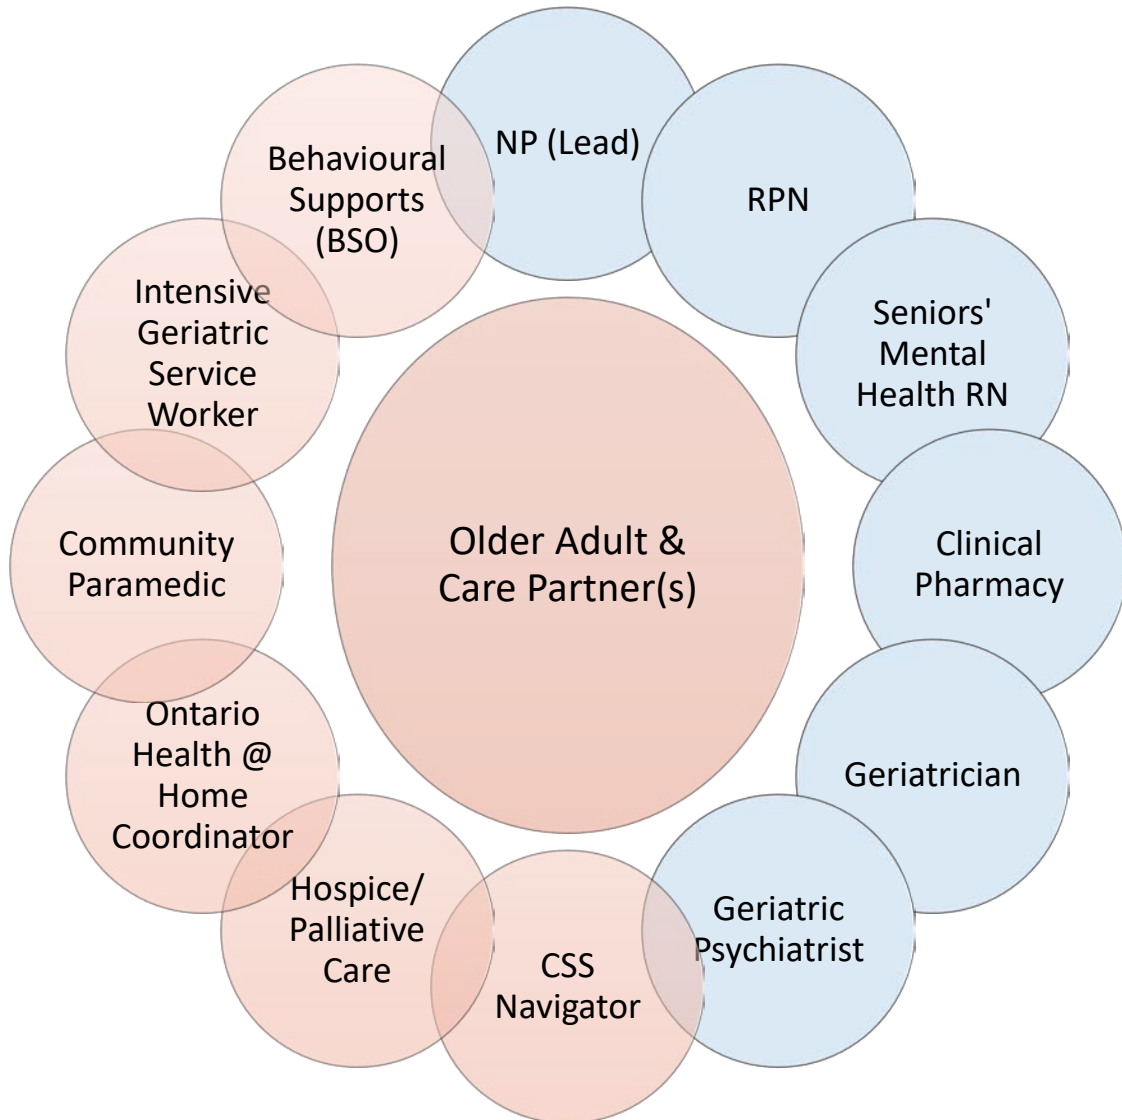 NP (Lead)
RPN
Seniors'
Mental
Health RN
Clinical
Pharmacy
Geriatrician
Geriatric
Psychiatrist
CSS
Navigator
Hospice/
Palliative
Care
Ontario
Health @
Home
Coordinator
Community
Paramedic
Intensive
Geriatric
Service
Worker
Behavioural
Supports
(BSO)
Older Adult &
Care Partner(s)